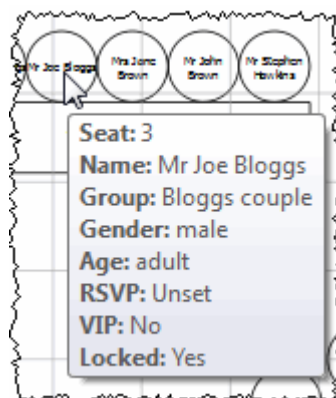 Mr Joe Bloggs
Mrs Jane
Brown
Mr John
Brown
Mr Stephen
Hawkins
Seat: 3
Name: Mr Joe Bloggs
Group: Bloggs couple
Gender: male
Age: adult
RSVP: Unset
VIP: No
Locked: Yes